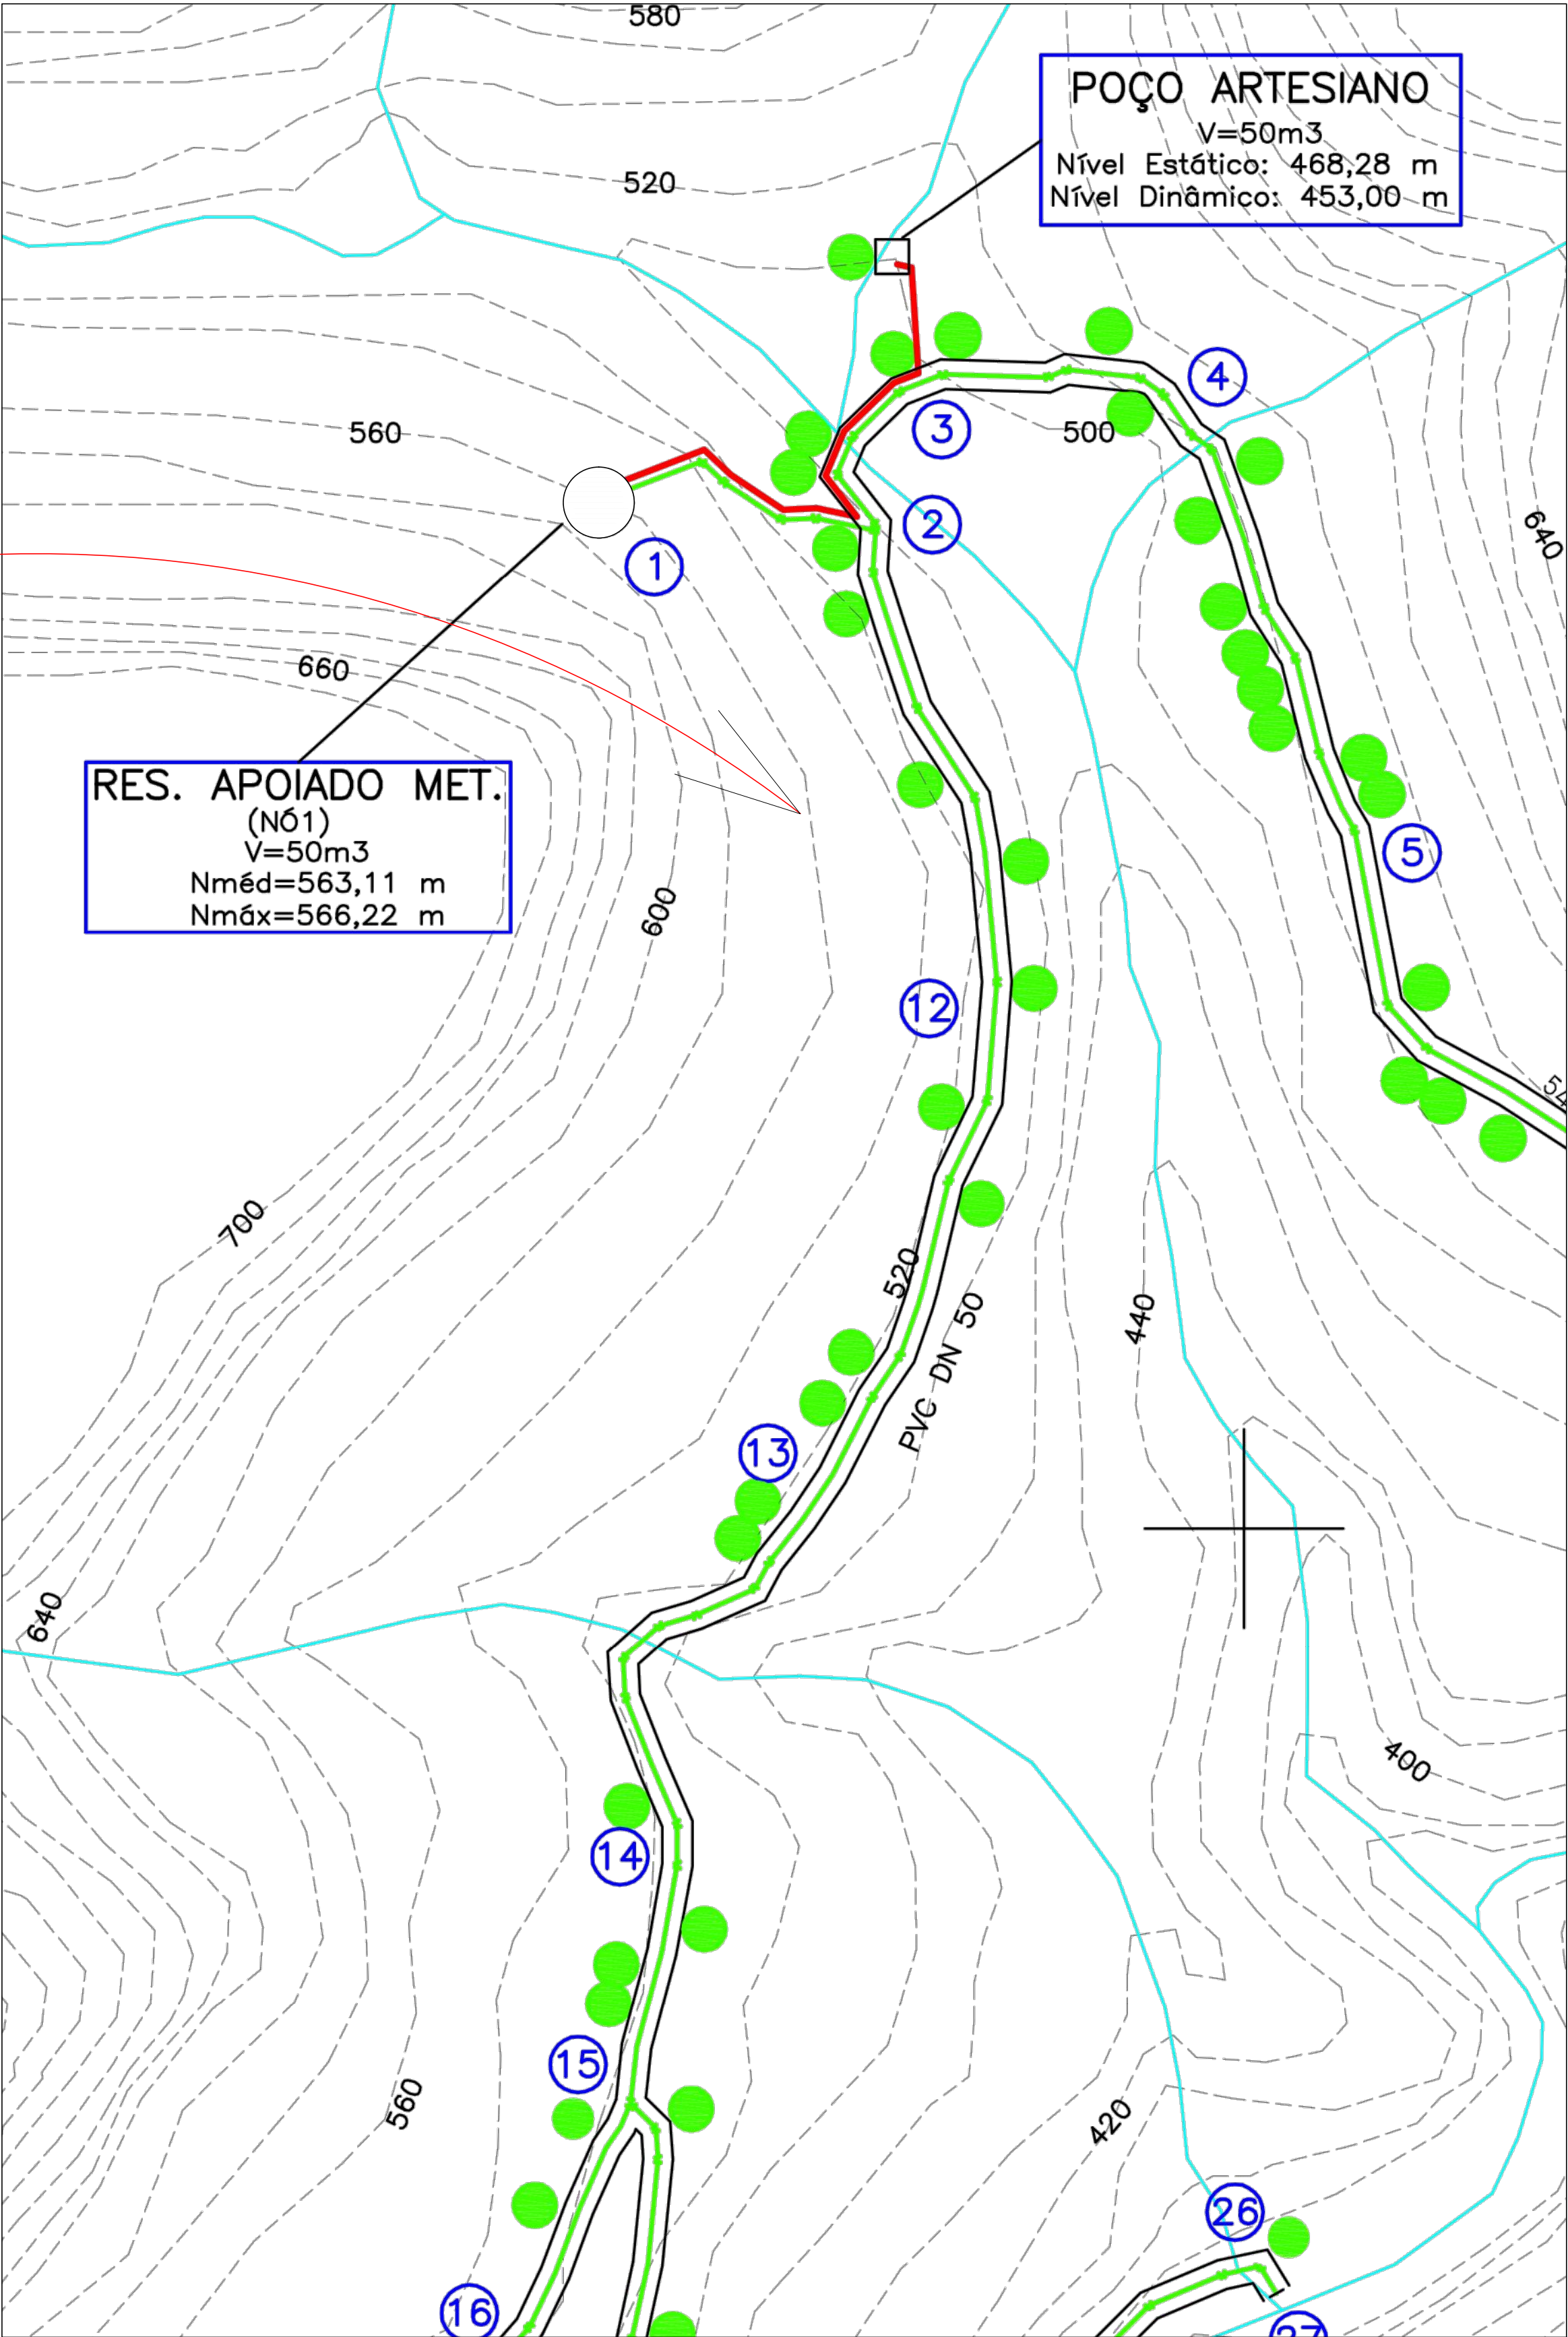 580
POÇO ARTESIANO
V=50m3
Nível Estático: 468,28 m
Nível Dinâmico: 453,00 m
520
4
560
3
500
2
640
1
660
RES. APOIADO MET.
(NÓ1)
V=50m3
Nméd=563,11 m
Nmáx=566,22 m
5
600
12
54
700
520
PVC DN 50
440
13
640
400
14
15
560
420
26
16
27